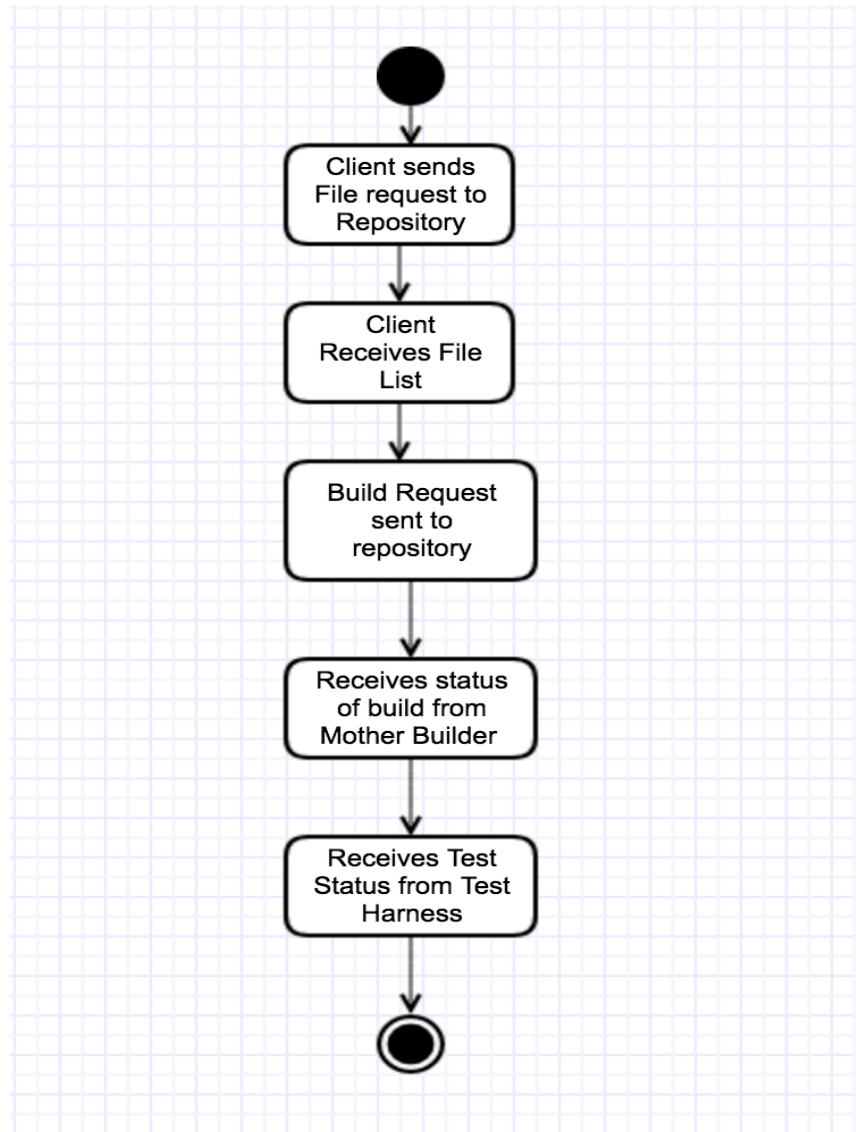 Client sends
File request to
Repository
Client
Receives File
List
Build Request
sent to
repository
Receives status
of build from
Mother Builder
Receives Test
Status from Test
Harness